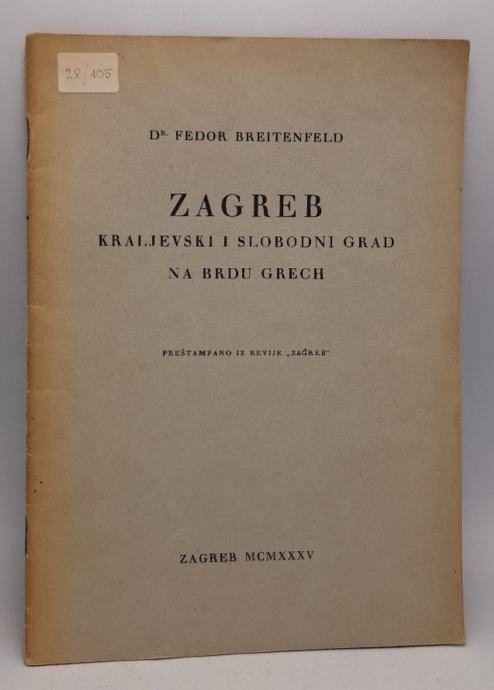 28/105
Dr. FEDOR BREITENFELD
ZAGREB
KRALJEVSKI I SLOBODNI GRAD
NA BRDU GRECH
PREŠTAMPANO IZ REVIJE „ZAGREB“
ZAGREB MCMXXXV